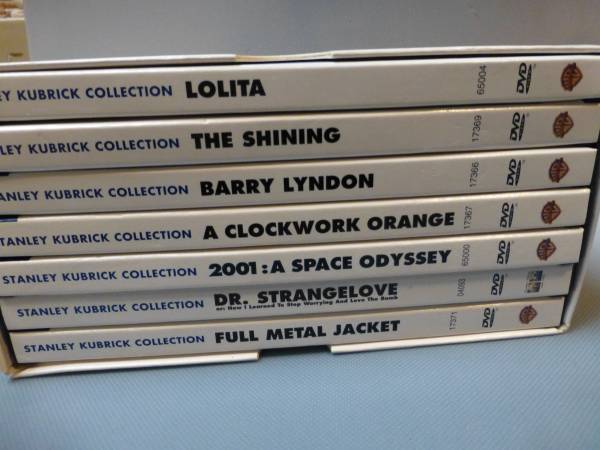 EY KUBRICK COLLECTION LOLITA 65004 DVD
LEY KUBRICK COLLECTION THE SHINING 17369 DVD
ANLEY KUBRICK COLLECTION BARRY LYNDON 17366 DVD
STANLEY KUBRICK COLLECTION A CLOCKWORK ORANGE 17367 DVD
STANLEY KUBRICK COLLECTION 2001: A SPACE ODYSSEY 65000 DVD
STANLEY KUBRICK COLLECTION DR. STRANGELOVE 04093 DVD
or: How I Learned To Stop Worrying And Love The Bomb
STANLEY KUBRICK COLLECTION FULL METAL JACKET 17371 DVD